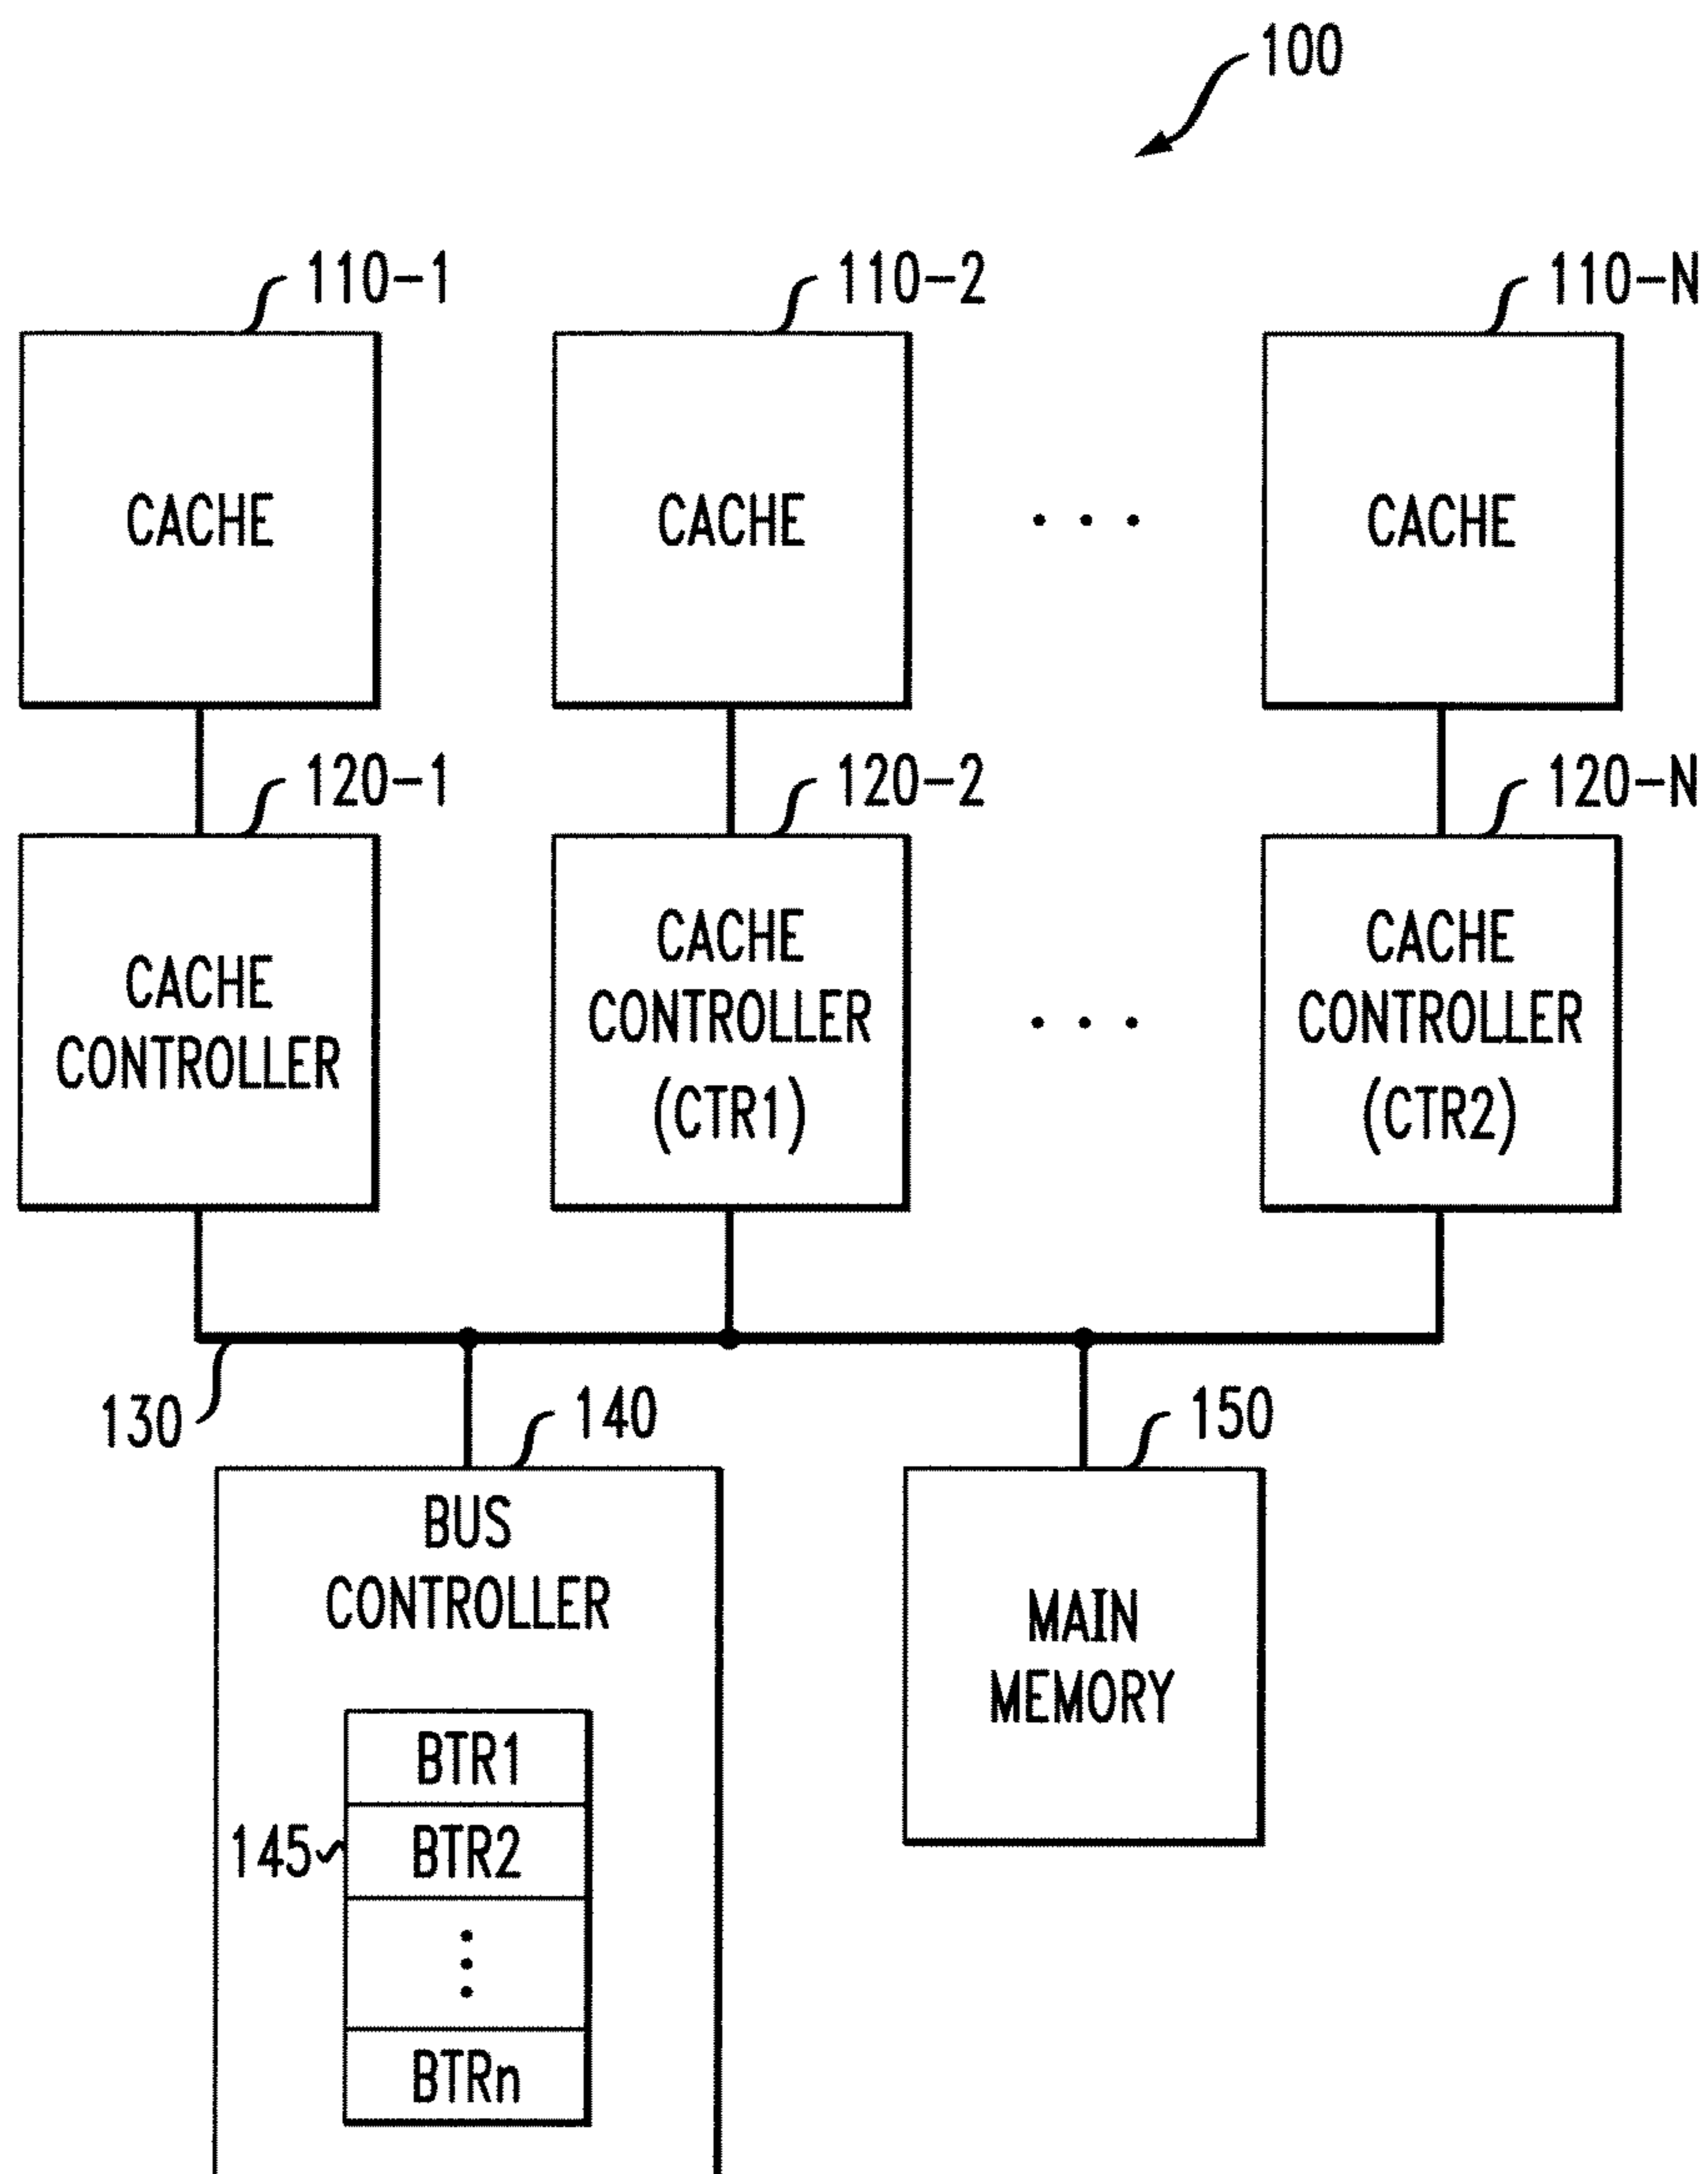 100
110-1
110-2
110-N
CACHE
CACHE
• • •
CACHE
120-1
120-2
120-N
CACHE
CONTROLLER
CACHE
CONTROLLER
(CTR1)
• • •
CACHE
CONTROLLER
(CTR2)
130
140
150
BUS
CONTROLLER
145
BTR1
BTR2
BTRn
MAIN
MEMORY